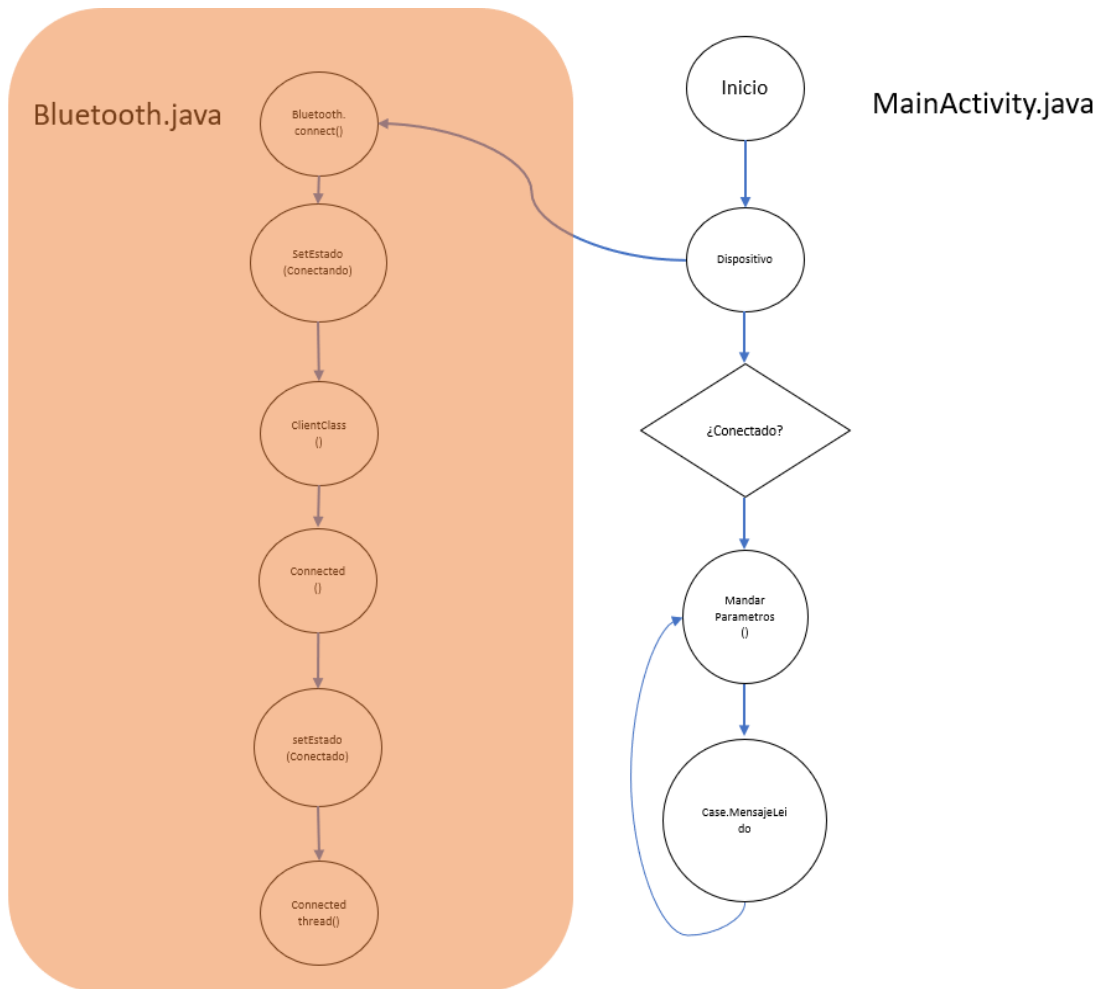 Bluetooth.java
Bluetooth.
connect()
SetEstado
(Conectando)
ClientClass
()
Connected
()
setEstado
(Conectado)
Connected
thread()
MainActivity.java
Inicio
Dispositivo
¿Conectado?
Mandar
Parametros
()
Case.MensajeLei
do